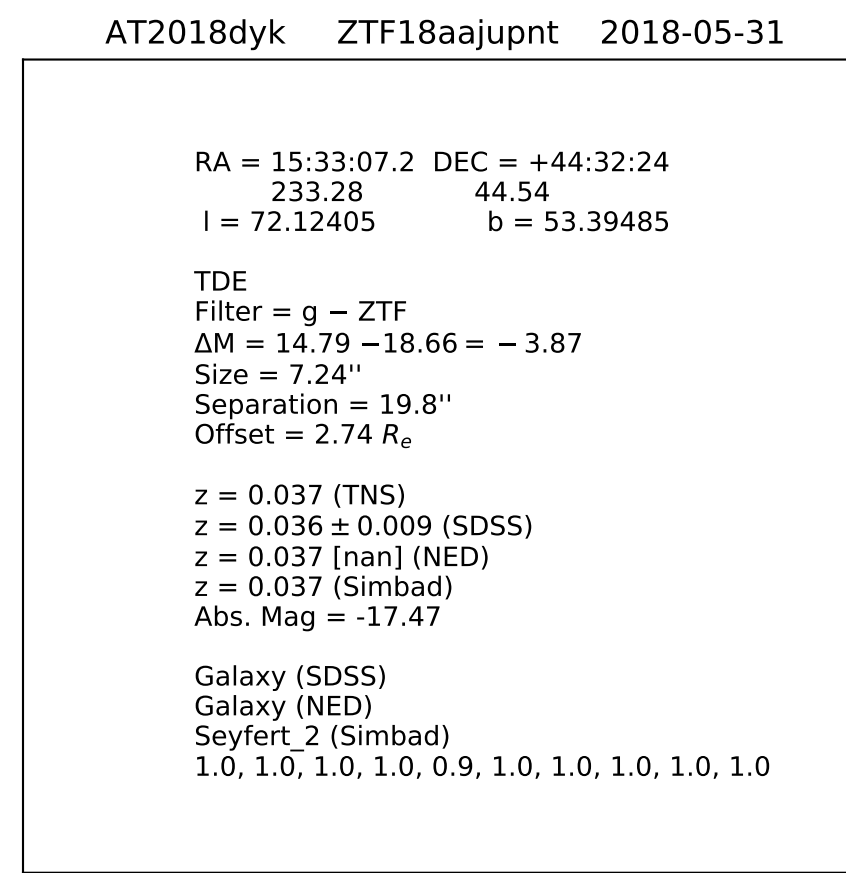 AT2018dyk ZTF18aajupnt 2018-05-31
RA = 15:33:07.2 DEC = +44:32:24
233.28 44.54
l = 72.12405 b = 53.39485
TDE
Filter = g − ZTF
ΔM = 14.79 −18.66 = − 3.87
Size = 7.24''
Separation = 19.8''
Offset = 2.74 Rₑ
z = 0.037 (TNS)
z = 0.036 ± 0.009 (SDSS)
z = 0.037 [nan] (NED)
z = 0.037 (Simbad)
Abs. Mag = -17.47
Galaxy (SDSS)
Galaxy (NED)
Seyfert_2 (Simbad)
1.0, 1.0, 1.0, 1.0, 0.9, 1.0, 1.0, 1.0, 1.0, 1.0